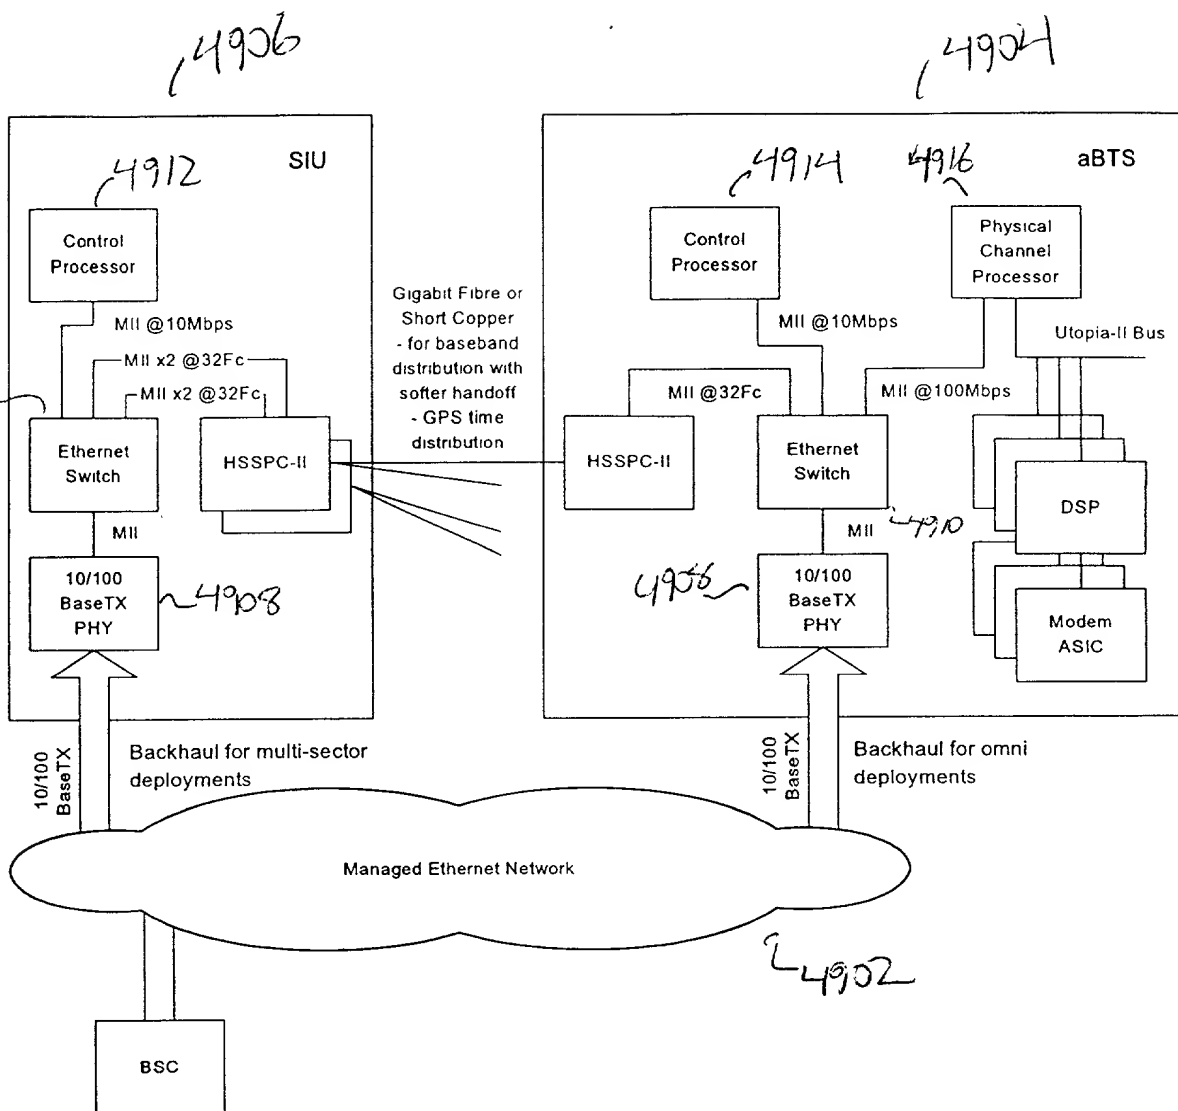 4906
4904
SIU
4912
Control
Processor
MII @10Mbps
MII x2 @32Fc
MII x2 @32Fc
Ethernet
Switch
HSSPC-II
MII
10/100
BaseTX
PHY
4908
Gigabit Fibre or
Short Copper
- for baseband
distribution with
softer handoff
- GPS time
distribution
aBTS
4914
4916
Control
Processor
Physical
Channel
Processor
MII @10Mbps
Utopia-II Bus
MII @32Fc
MII @100Mbps
HSSPC-II
Ethernet
Switch
4910
DSP
MII
10/100
BaseTX
PHY
Modem
ASIC
10/100
BaseTX
Backhaul for multi-sector
deployments
10/100
BaseTX
Backhaul for omni
deployments
Managed Ethernet Network
4902
BSC